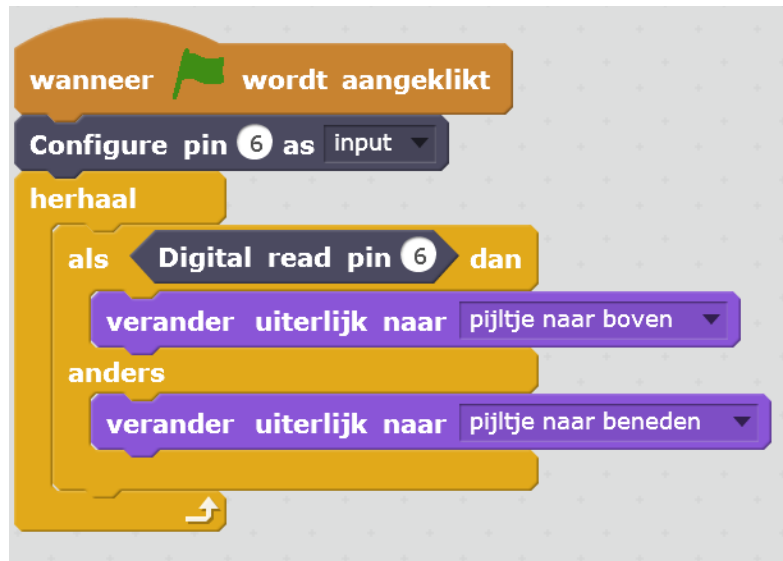 wanneer wordt aangeklikt
Configure pin 6 as input
herhaal
als Digital read pin 6 dan
verander uiterlijk naar pijltje naar boven
anders
verander uiterlijk naar pijltje naar beneden